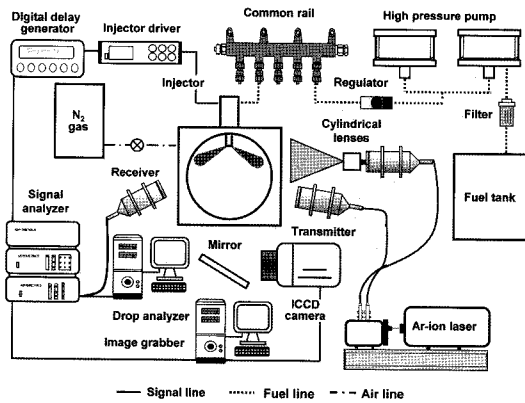 Digital delay
generator
Injector driver
Common rail
High pressure pump
Injector
Regulator
N2
gas
Filter
Cylindrical
lenses
Receiver
Signal
analyzer
Fuel tank
Transmitter
Mirror
ICCD
camera
Drop analyzer
Image grabber
Ar-ion laser
Signal line
Fuel line
Air line